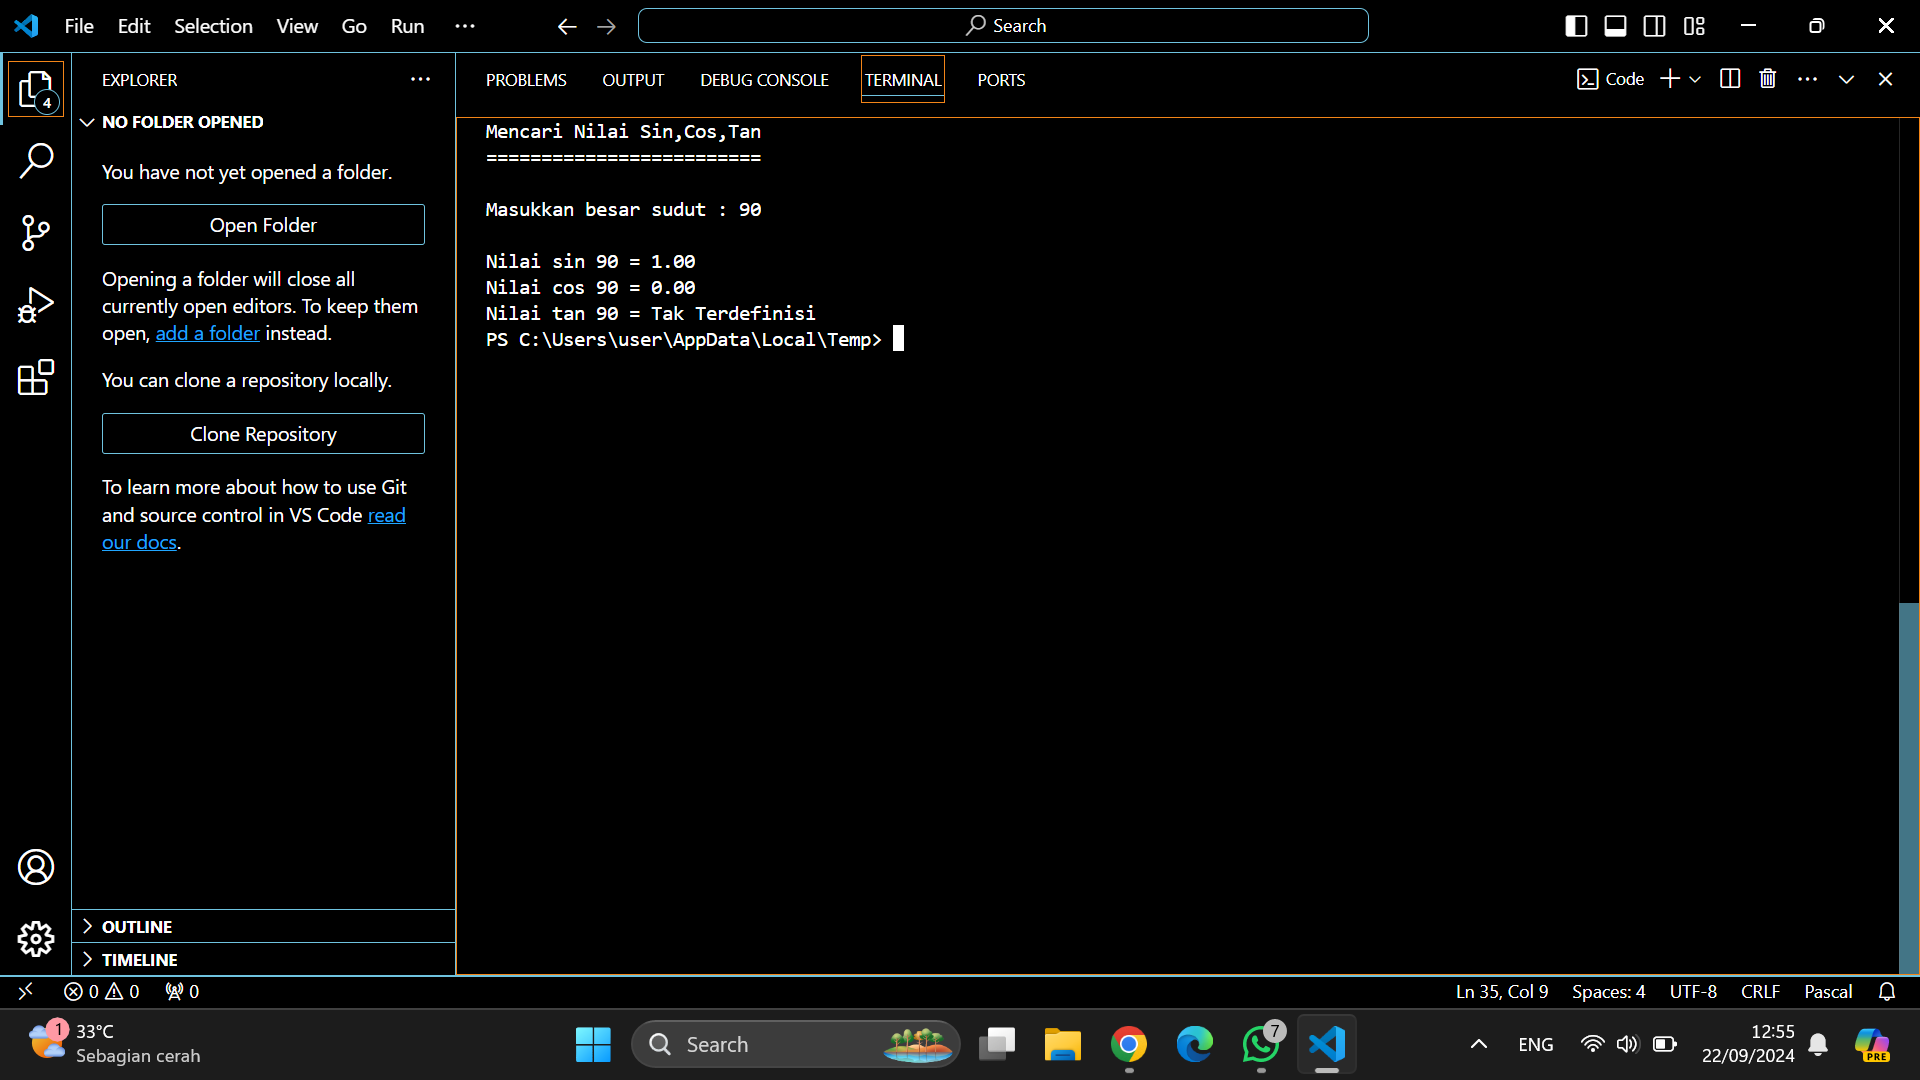 File Edit Selection View Go Run ...
Search
EXPLORER ...
4
NO FOLDER OPENED
You have not yet opened a folder.
Open Folder
Opening a folder will close all
currently open editors. To keep them
open, add a folder instead.
You can clone a repository locally.
Clone Repository
To learn more about how to use Git
and source control in VS Code read
our docs.
OUTLINE
TIMELINE
PROBLEMS OUTPUT DEBUG CONSOLE TERMINAL PORTS
Code
Mencari Nilai Sin,Cos,Tan
=========================
Masukkan besar sudut : 90
Nilai sin 90 = 1.00
Nilai cos 90 = 0.00
Nilai tan 90 = Tak Terdefinisi
PS C:\Users\user\AppData\Local\Temp>
0 0 0
Ln 35, Col 9 Spaces: 4 UTF-8 CRLF Pascal
1
33°C
Sebagian cerah
Search
7
ENG
12:55
22/09/2024
PRE